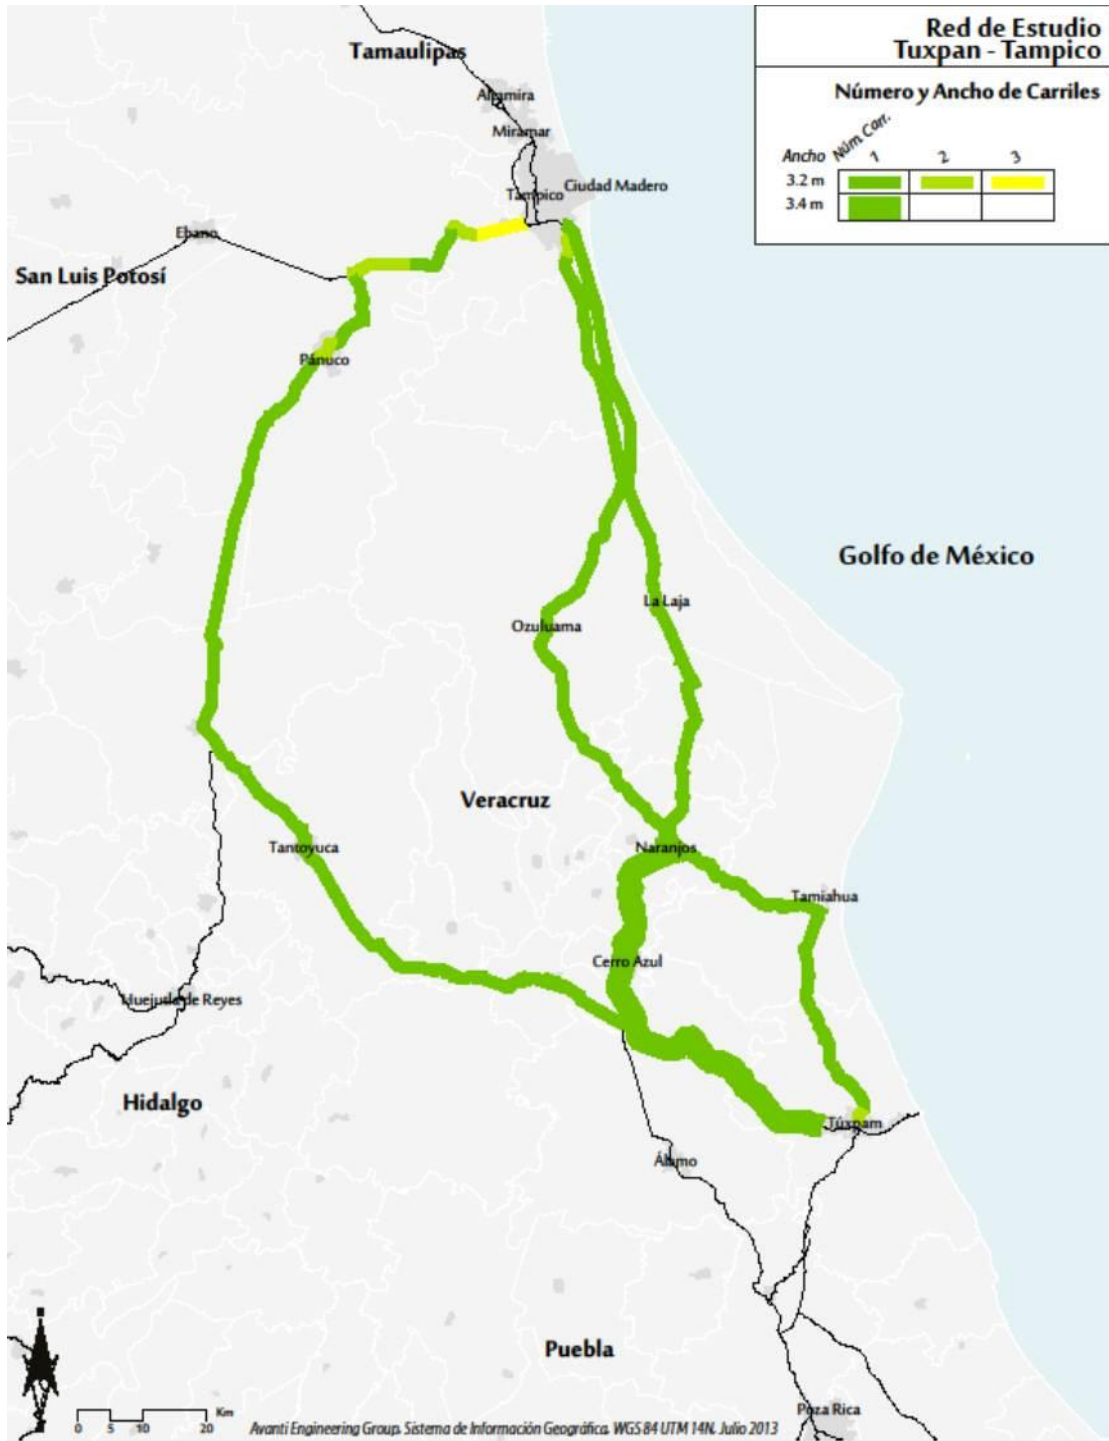 Red de Estudio
Tuxpan - Tampico
Número y Ancho de Carriles
Núm. Carr.
Ancho
1
2
3
3.2 m
3.4 m
Tamaulipas
Altamira
Miramar
Ciudad Madero
Tampico
Ebano
San Luis Potosí
Pánuco
Golfo de México
La Laja
Ozuluama
Veracruz
Tantoyuca
Naranjos
Tamiahua
Cerro Azul
Huejutla de Reyes
Hidalgo
Túxpam
Álamo
Puebla
Poza Rica
Km
0 5 10 20
Avanti Engineering Group. Sistema de Información Geográfica. WGS 84 UTM 14N. Julio 2013